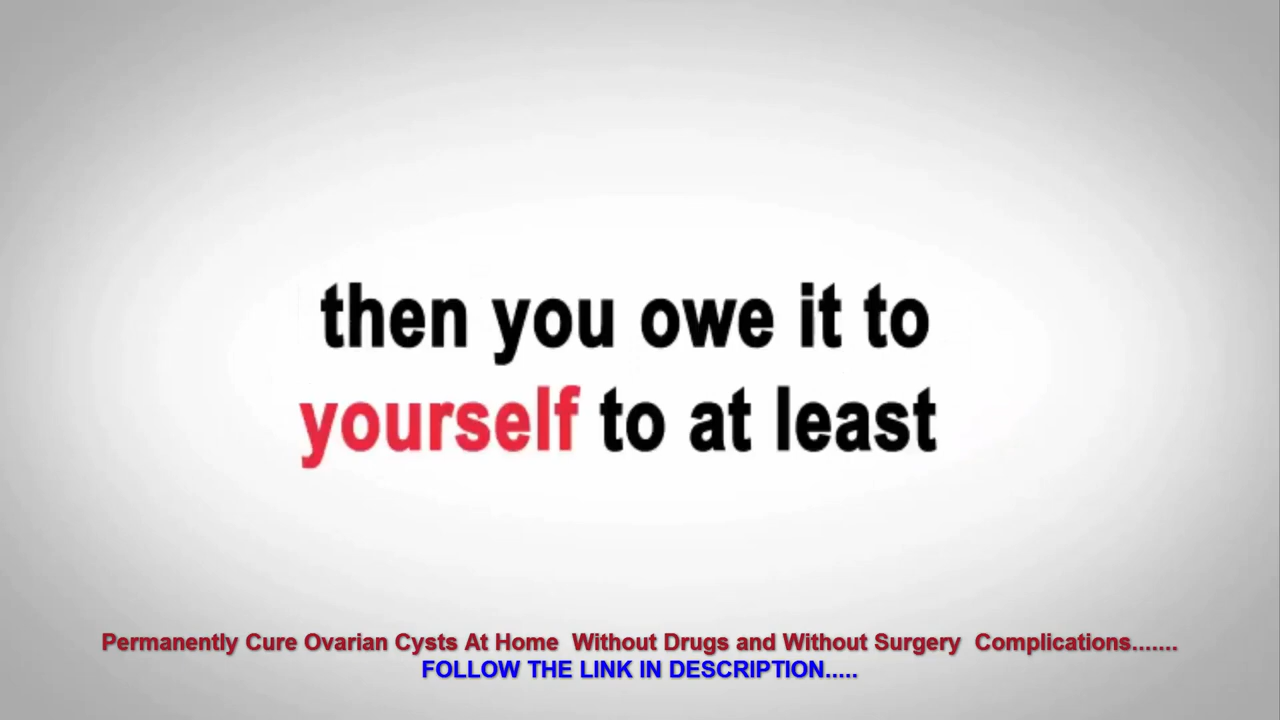 then you owe it to
yourself to at least
Permanently Cure Ovarian Cysts At Home  Without Drugs and Without Surgery  Complications.......
FOLLOW THE LINK IN DESCRIPTION.....